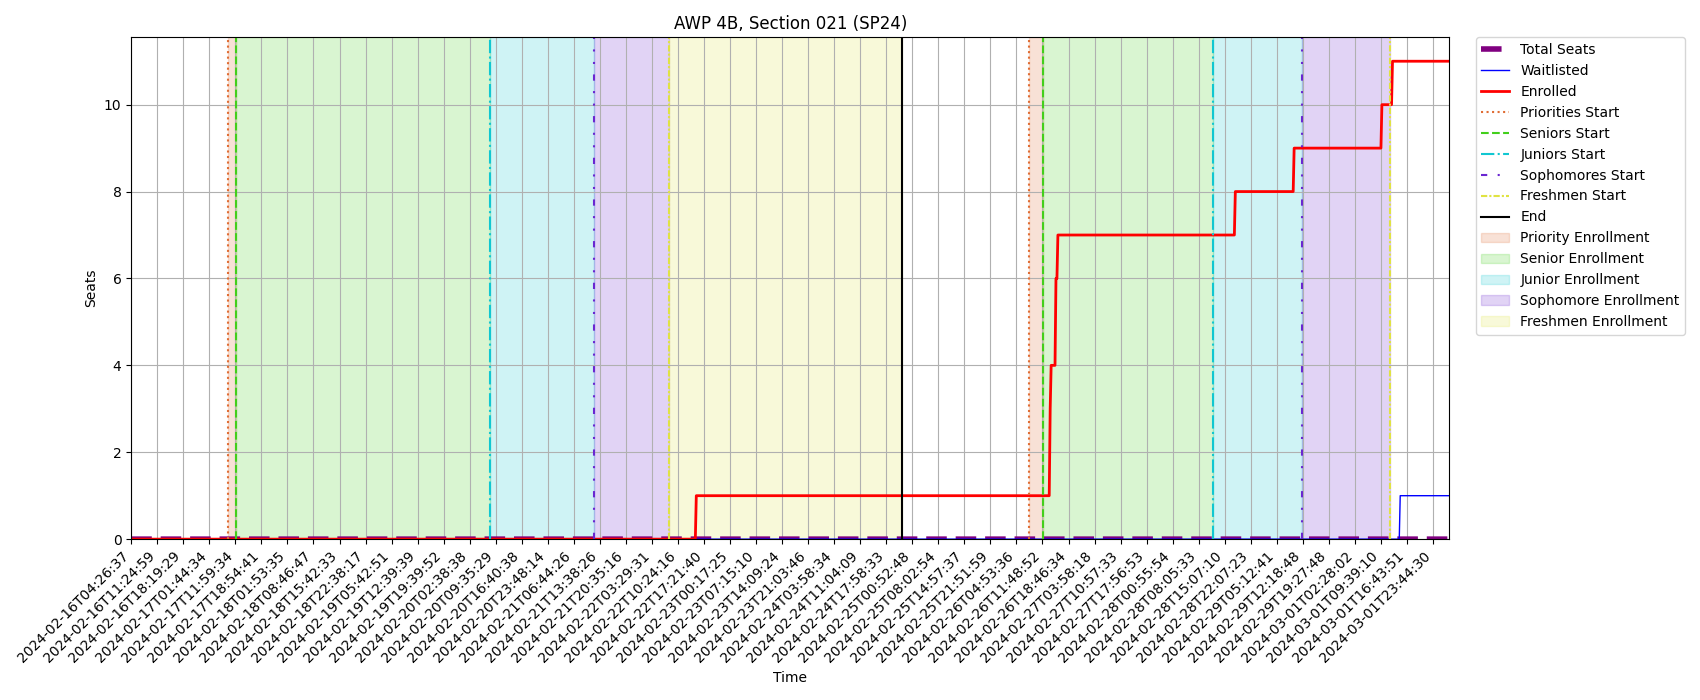 AWP 4B, Section 021 (SP24)
Seats
10
8
6
4
2
0
2024-02-16T04:26:37
2024-02-16T11:24:59
2024-02-16T18:19:29
2024-02-17T01:44:34
2024-02-17T11:59:34
2024-02-17T18:54:41
2024-02-18T01:53:35
2024-02-18T08:46:47
2024-02-18T15:42:33
2024-02-18T22:38:17
2024-02-19T05:42:51
2024-02-19T12:39:39
2024-02-19T19:39:52
2024-02-20T02:38:38
2024-02-20T09:35:29
2024-02-20T16:40:38
2024-02-20T23:48:14
2024-02-21T06:44:26
2024-02-21T13:38:26
2024-02-21T20:35:16
2024-02-22T03:29:31
2024-02-22T10:24:16
2024-02-22T17:21:40
2024-02-23T00:17:25
2024-02-23T07:15:10
2024-02-23T14:09:24
2024-02-23T21:03:46
2024-02-24T03:58:34
2024-02-24T11:04:09
2024-02-24T17:58:33
2024-02-25T00:52:48
2024-02-25T08:02:54
2024-02-25T14:57:37
2024-02-25T21:51:59
2024-02-26T04:53:36
2024-02-26T11:48:52
2024-02-26T18:46:34
2024-02-27T03:58:18
2024-02-27T10:57:33
2024-02-27T17:56:53
2024-02-28T00:55:54
2024-02-28T08:05:33
2024-02-28T15:07:10
2024-02-28T22:07:23
2024-02-29T05:12:41
2024-02-29T12:18:48
2024-02-29T19:27:48
2024-03-01T02:28:02
2024-03-01T09:39:10
2024-03-01T16:43:51
2024-03-01T23:44:30
Time
Total Seats
Waitlisted
Enrolled
Priorities Start
Seniors Start
Juniors Start
Sophomores Start
Freshmen Start
End
Priority Enrollment
Senior Enrollment
Junior Enrollment
Sophomore Enrollment
Freshmen Enrollment